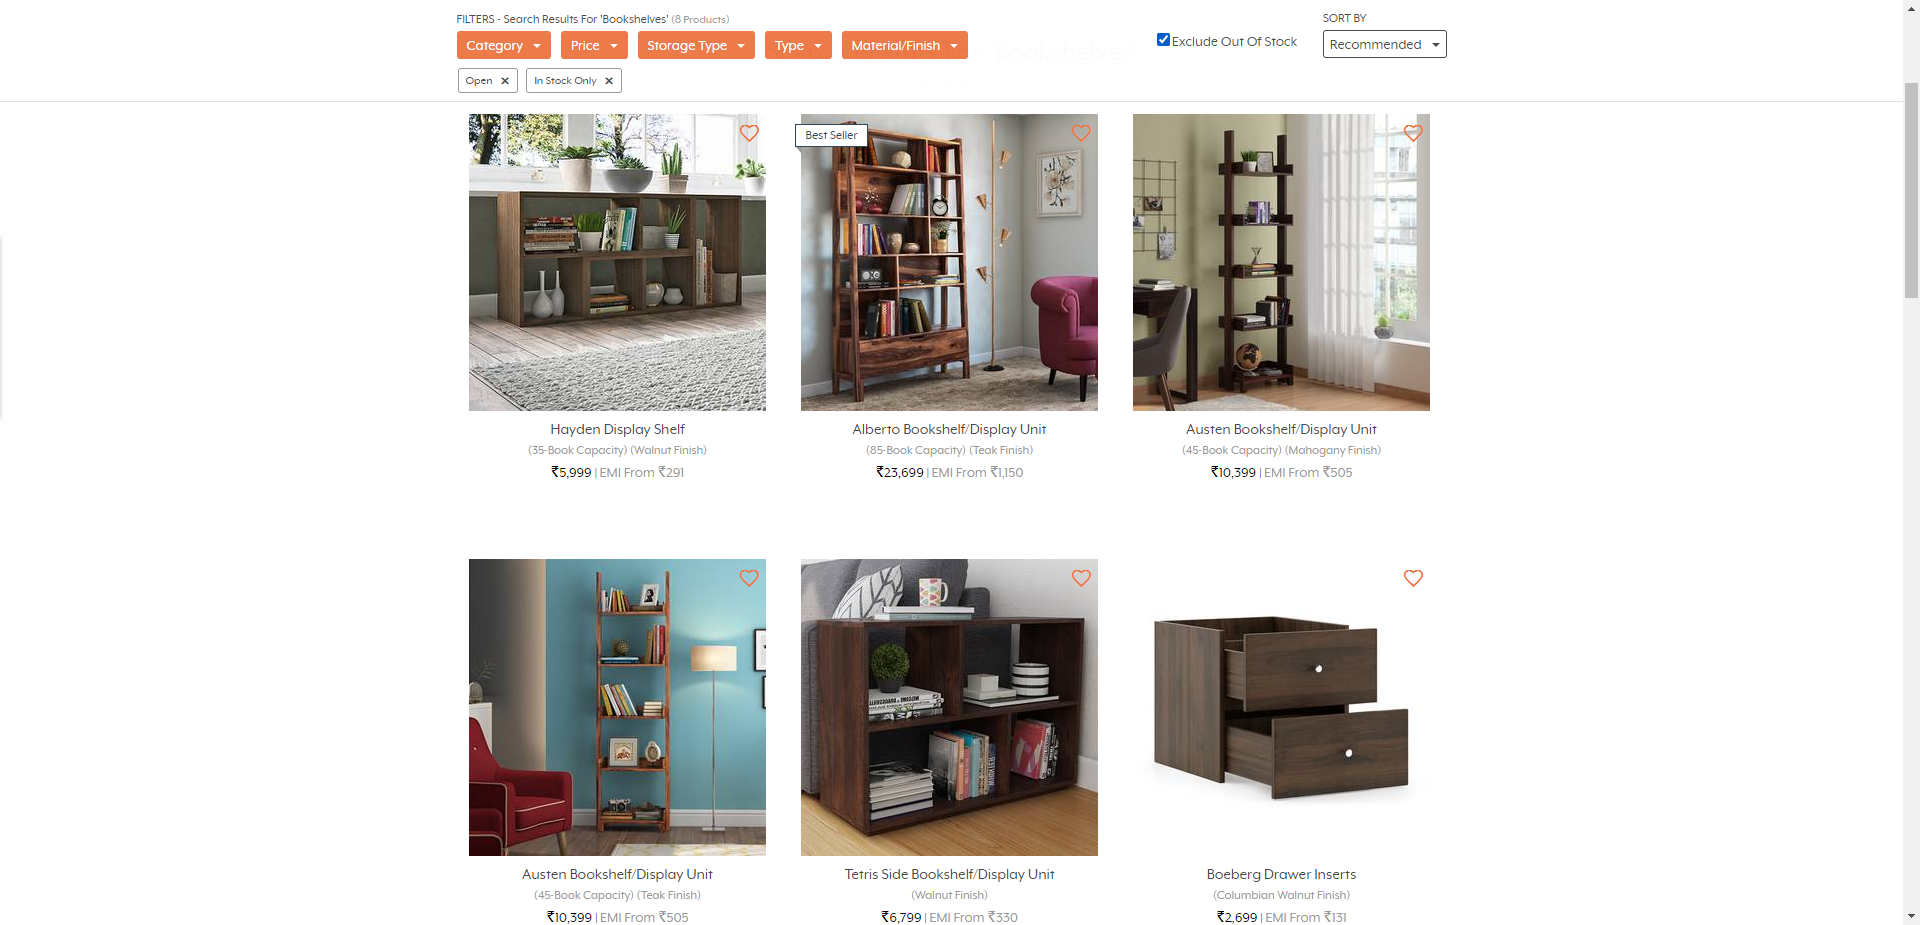 FILTERS - Search Results For 'Bookshelves' (8 Products)
SORT BY
Category
Price
Storage Type
Type
Material/Finish
'Bookshelves'
Exclude Out Of Stock
Recommended
Open ✕
In Stock Only ✕
Best Seller
Hayden Display Shelf
(35-Book Capacity) (Walnut Finish)
₹5,999 | EMI From ₹291
Alberto Bookshelf/Display Unit
(85-Book Capacity) (Teak Finish)
₹23,699 | EMI From ₹1,150
Austen Bookshelf/Display Unit
(45-Book Capacity) (Mahogany Finish)
₹10,399 | EMI From ₹505
Austen Bookshelf/Display Unit
(45-Book Capacity) (Teak Finish)
₹10,399 | EMI From ₹505
Tetris Side Bookshelf/Display Unit
(Walnut Finish)
₹6,799 | EMI From ₹330
Boeberg Drawer Inserts
(Columbian Walnut Finish)
₹2,699 | EMI From ₹131